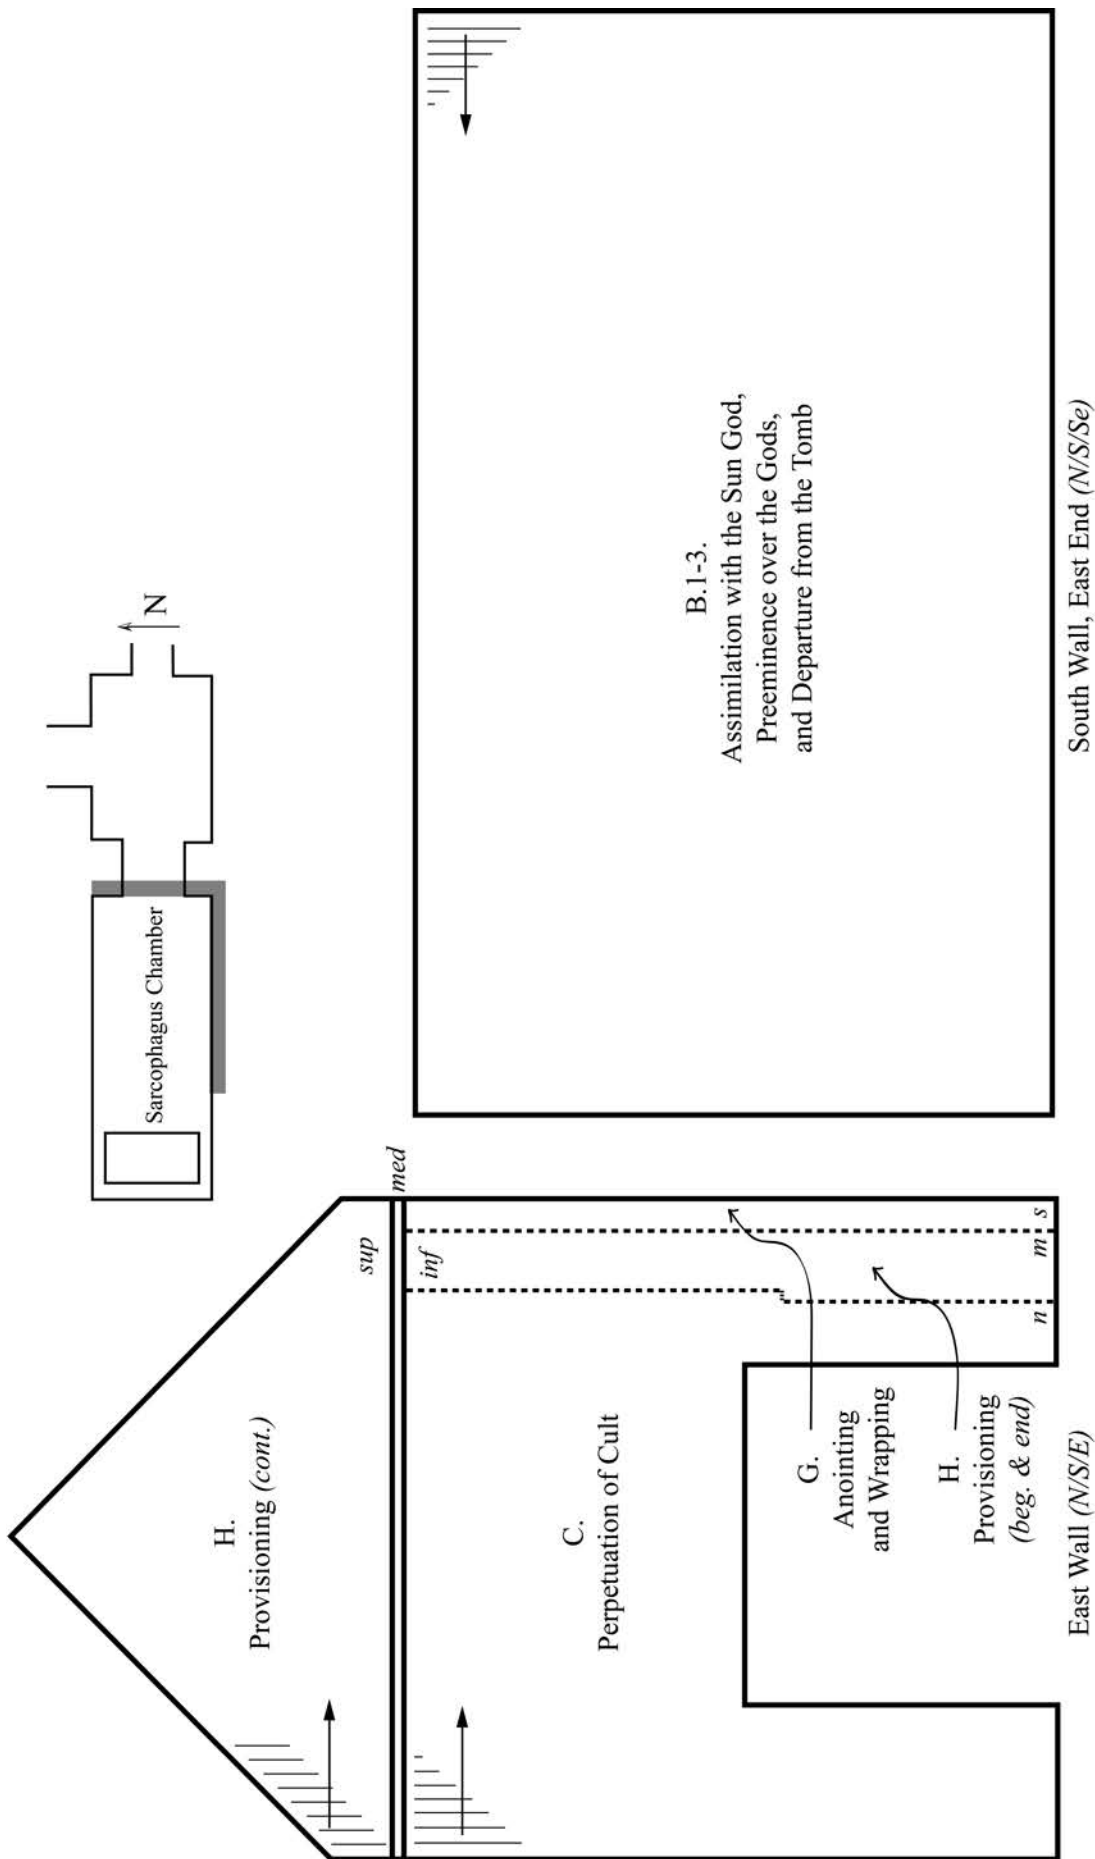 N
Sarcophagus Chamber
H.
Provisioning (cont.)
sup
med
inf
C.
Perpetuation of Cult
G.
Anointing
and Wrapping
H.
Provisioning
(beg. & end)
n
m
s
East Wall (N/S/E)
B.1-3.
Assimilation with the Sun God,
Preeminence over the Gods,
and Departure from the Tomb
South Wall, East End (N/S/Se)